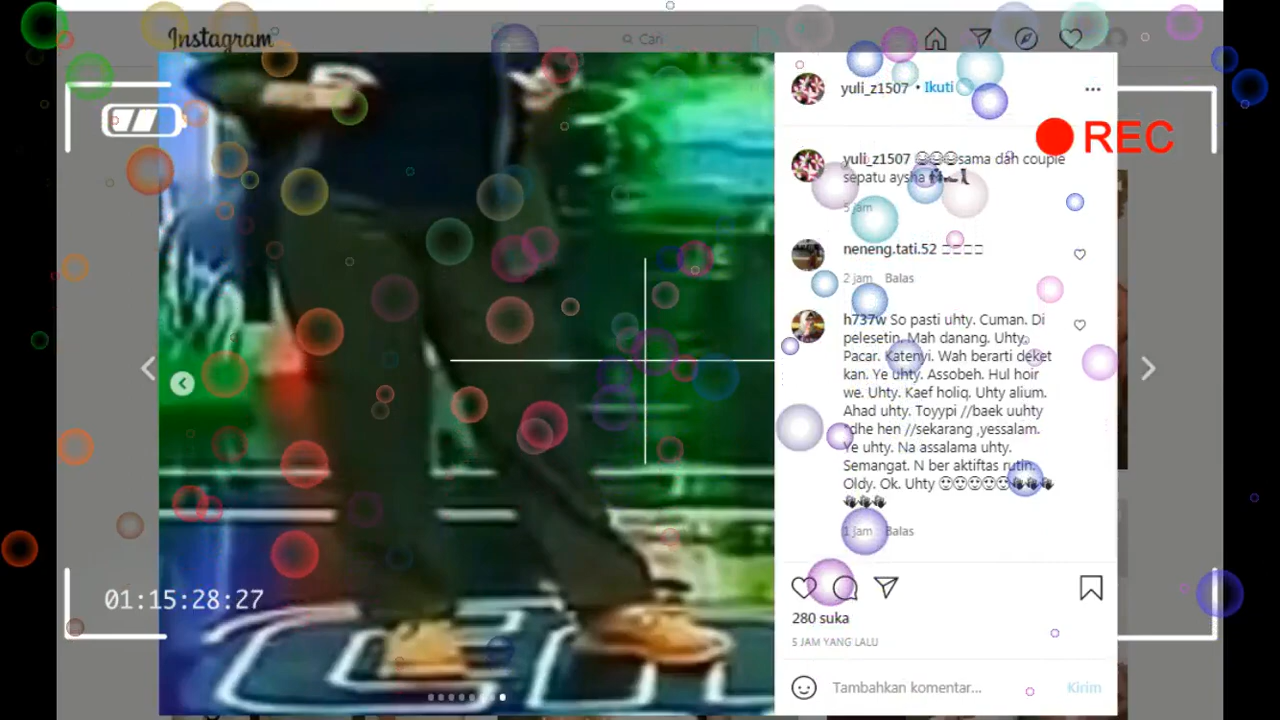 Instagram
Cari
yuli_z1507 • Ikuti
REC
yuli_z1507 😂😂😂sama dah couple
sepatu aysha
5 jam
neneng.tati.52
2 jam Balas
h737w So pasti uhty. Cuman. Di
pelesetin. Mah danang. Uhty.
Pacar. Katenyi. Wah berarti deket
kan. Ye uhty. Assobeh. Hul hoir
we. Uhty. Kaef holiq. Uhty alium.
Ahad uhty. Toyypi //baek uuhty
dhe hen //sekarang ,yessalam.
Ye uhty. Na assalama uhty.
Semangat. N ber aktiftas rutin.
Oldy. Ok. Uhty
1 jam Balas
01:15:28:27
280 suka
5 JAM YANG LALU
Tambahkan komentar... Kirim